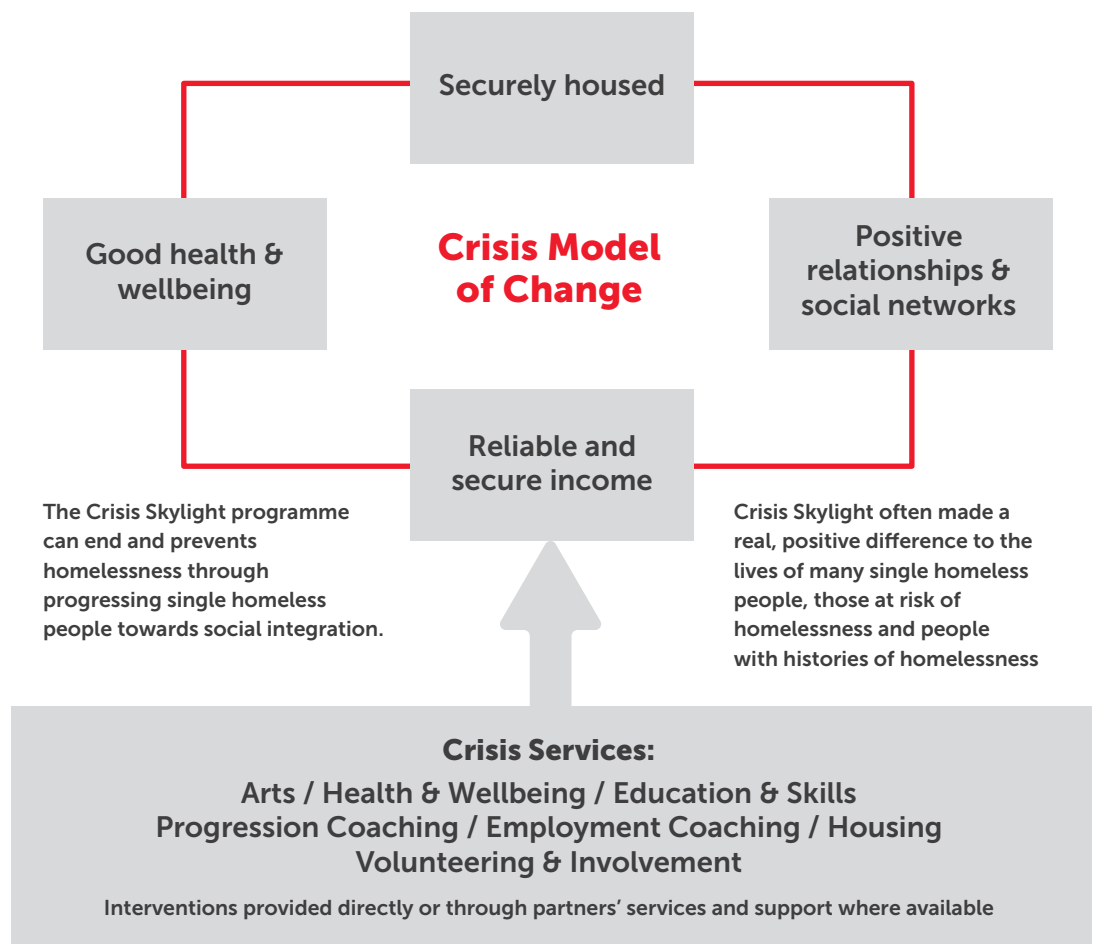 Securely housed
Good health &
wellbeing
Crisis Model
of Change
Positive
relationships &
social networks
Reliable and
secure income
The Crisis Skylight programme
can end and prevents
homelessness through
progressing single homeless
people towards social integration.
Crisis Skylight often made a
real, positive difference to the
lives of many single homeless
people, those at risk of
homelessness and people
with histories of homelessness
Crisis Services:
Arts / Health & Wellbeing / Education & Skills
Progression Coaching / Employment Coaching / Housing
Volunteering & Involvement
Interventions provided directly or through partners’ services and support where available